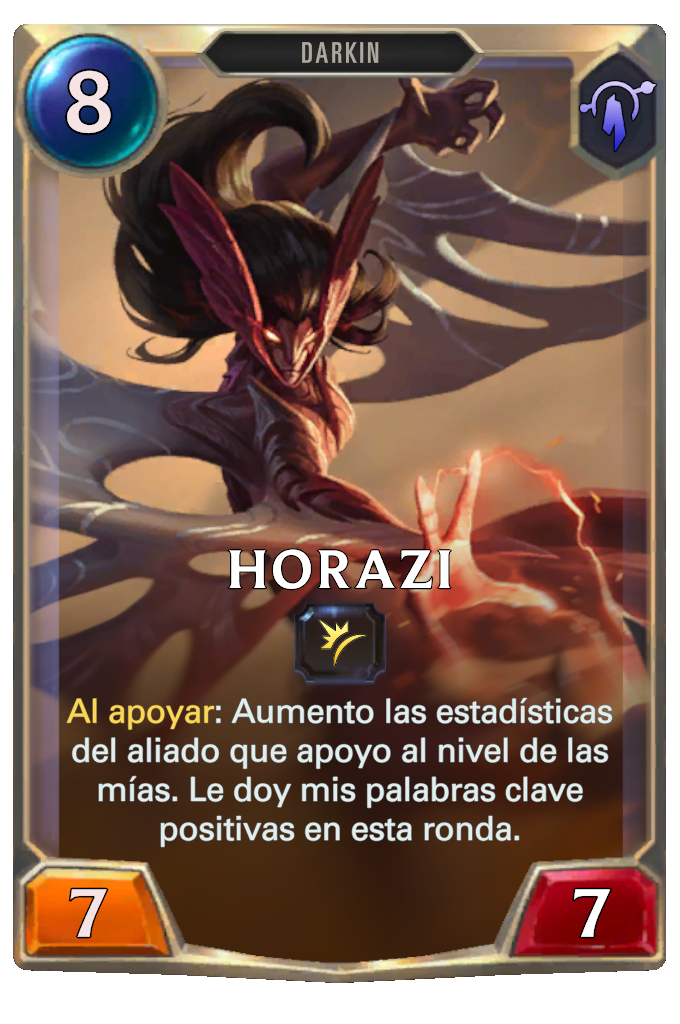 DARKIN
8
HORAZI
Al apoyar: Aumento las estadísticas
del aliado que apoyo al nivel de las
mías. Le doy mis palabras clave
positivas en esta ronda.
7
7